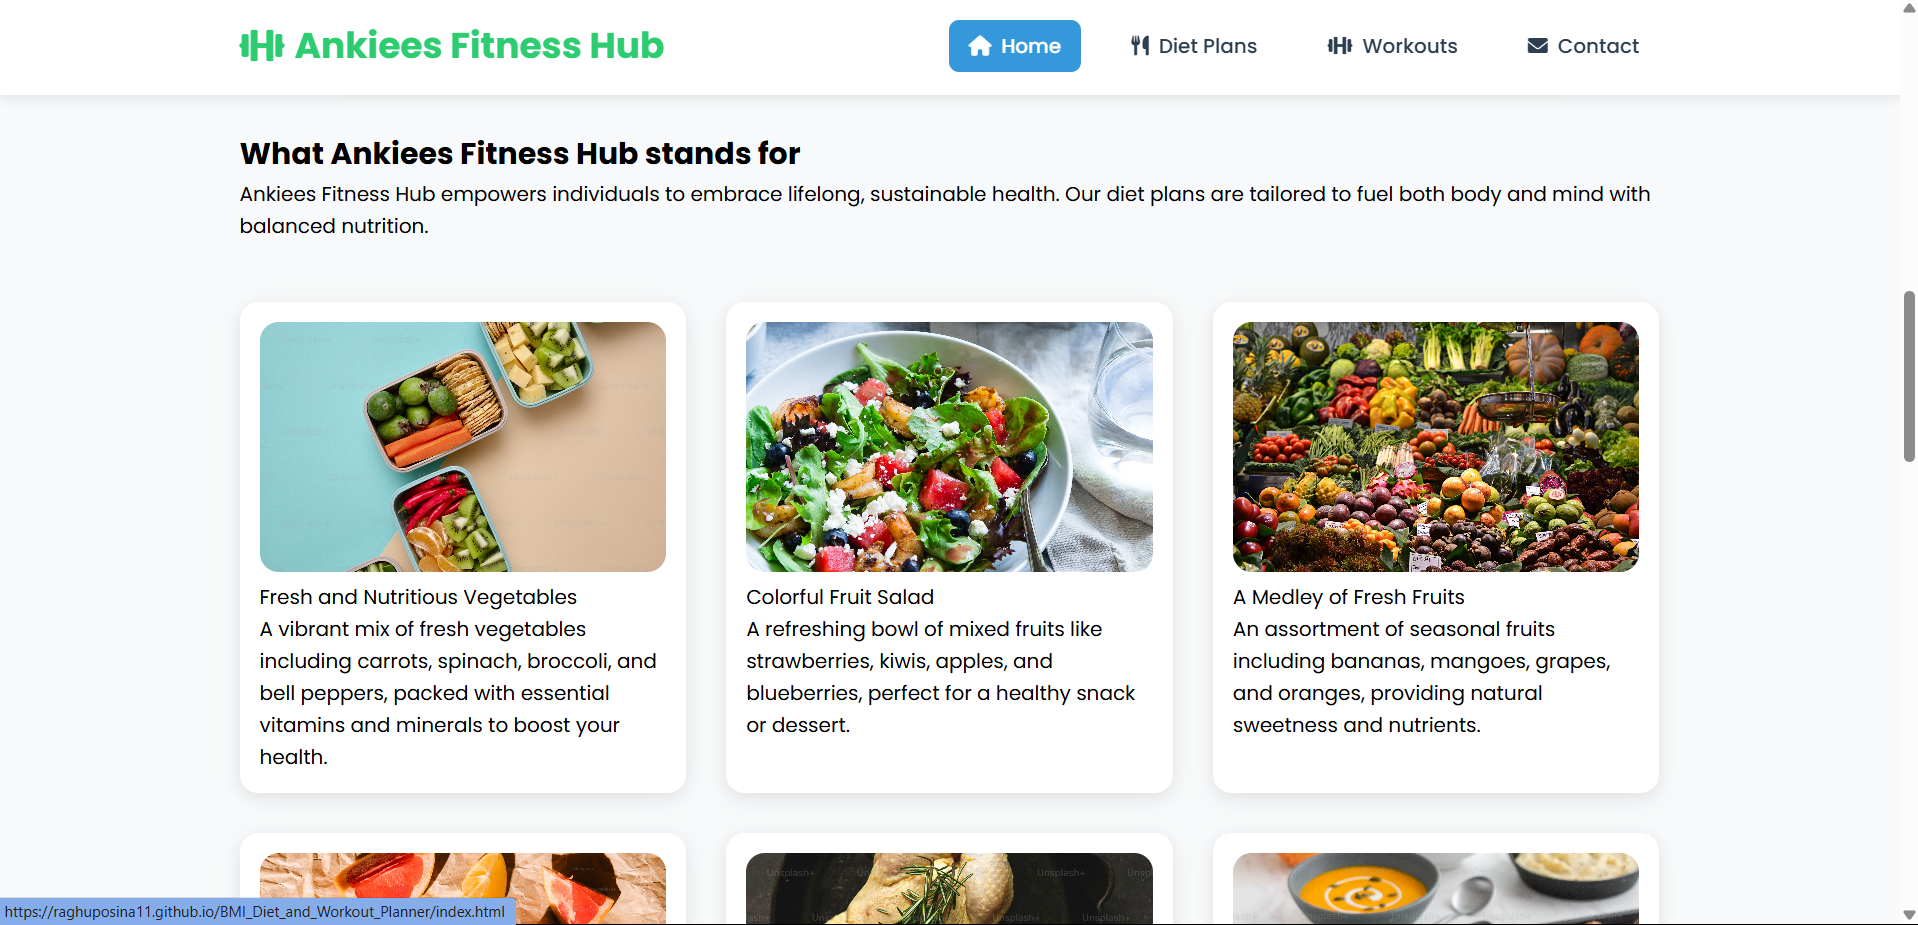 Ankiees Fitness Hub
Home
Diet Plans
Workouts
Contact
What Ankiees Fitness Hub stands for
Ankiees Fitness Hub empowers individuals to embrace lifelong, sustainable health. Our diet plans are tailored to fuel both body and mind with
balanced nutrition.
Fresh and Nutritious Vegetables
A vibrant mix of fresh vegetables
including carrots, spinach, broccoli, and
bell peppers, packed with essential
vitamins and minerals to boost your
health.
Colorful Fruit Salad
A refreshing bowl of mixed fruits like
strawberries, kiwis, apples, and
blueberries, perfect for a healthy snack
or dessert.
A Medley of Fresh Fruits
An assortment of seasonal fruits
including bananas, mangoes, grapes,
and oranges, providing natural
sweetness and nutrients.
Unsplash+
Unsplash+
https://raghuposina11.github.io/BMI_Diet_and_Workout_Planner/index.html